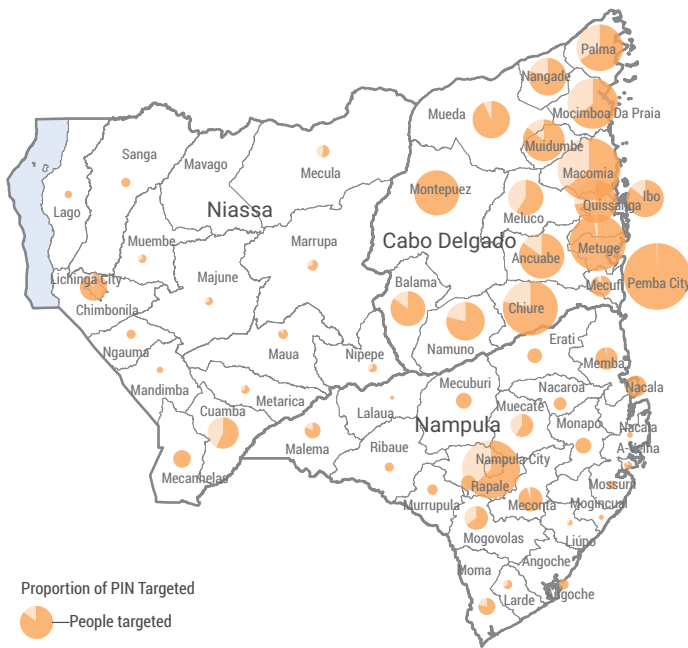 Palma
Nangade
Mueda
Mocimboa Da Praia
Muidumbe
Sanga
Mavago
Mecula
Macomia
Montepuez
Ibo
Lago
Niassa
Meluco
Quissanga
Muembe
Marrupa
Cabo Delgado
Metuge
Ancuabe
Lichinga City
Majune
Balama
Mecufi
Pemba City
Chimbonila
Chiure
Ngauma
Maua
Nipepe
Namuno
Erati
Memba
Mandimba
Metarica
Mecuburi
Nacaroa
Nacala
Cuamba
Lalaua
Nampula
Muecate
Monapo
Nacala
A-Velha
Malema
Ribaue
Nampula City
Mecanhelas
Rapale
Mossuril
Murrupula
Meconta
Mogincual
Mogovolas
Liúpo
Angoche
Moma
Larde
Angoche
Proportion of PIN Targeted
People targeted